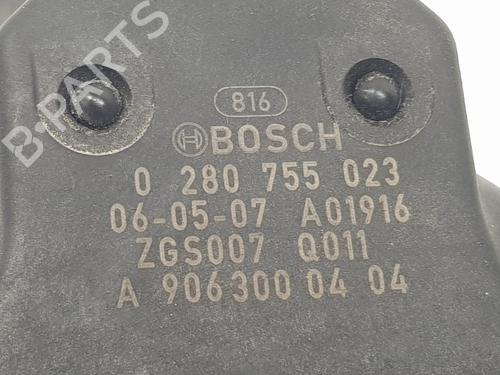 816
BOSCH
0 280 755 023
06-05-07 A01916
ZGS007 Q011
A 906 300 04 04
B-PARTS